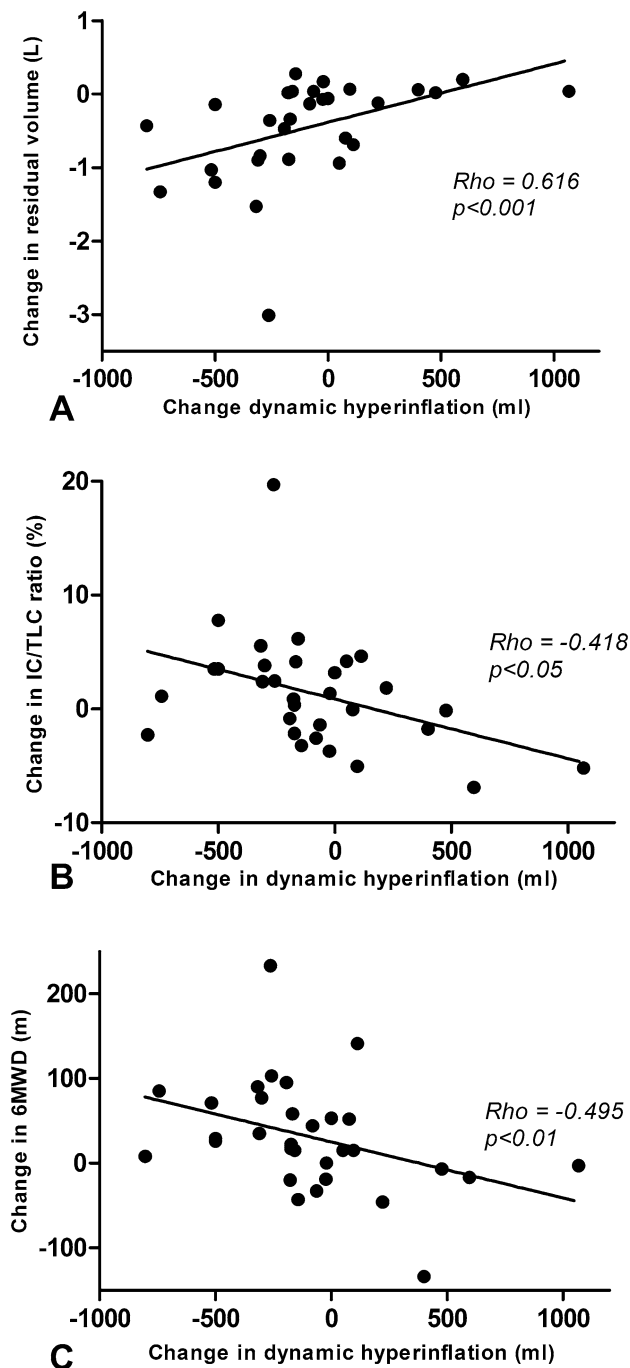 1
0
-1
-2
-3
Change in residual volume (L)
Rho = 0.616
p<0.001
-1000 -500 0 500 1000
Change dynamic hyperinflation (ml)
A
20
10
0
-10
Change in IC/TLC ratio (%)
Rho = -0.418
p<0.05
-1000 -500 0 500 1000
Change in dynamic hyperinflation (ml)
B
200
100
0
-100
Change in 6MWD (m)
Rho = -0.495
p<0.01
-1000 -500 0 500 1000
Change in dynamic hyperinflation (ml)
C